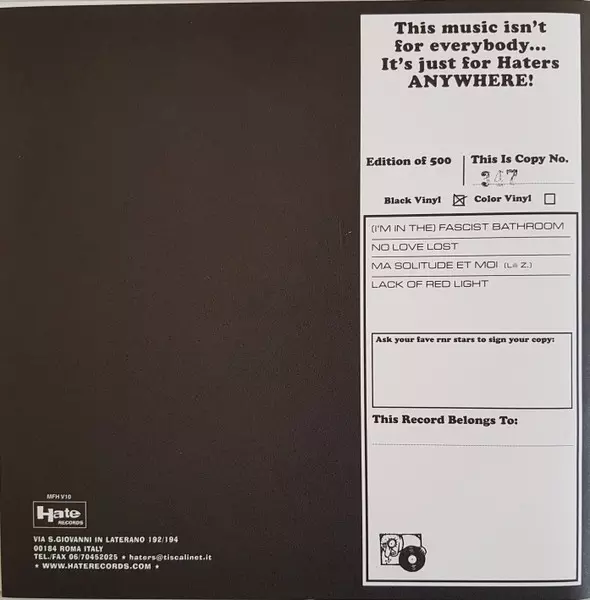 This music isn't
for everybody...
It's just for Haters
ANYWHERE!
Edition of 500
This Is Copy No.
347
Black Vinyl
Color Vinyl
(I'M IN THE) FASCIST BATHROOM
NO LOVE LOST
MA SOLITUDE ET MOI (Le Z.)
LACK OF RED LIGHT
Ask your fave rnr stars to sign your copy:
This Record Belongs To:
MFH V10
Hate
RECORDS
VIA S.GIOVANNI IN LATERANO 192/194
00184 ROMA ITALY
TEL./FAX 06/70452025 * haters@tiscalinet.it
* WWW.HATERECORDS.COM *